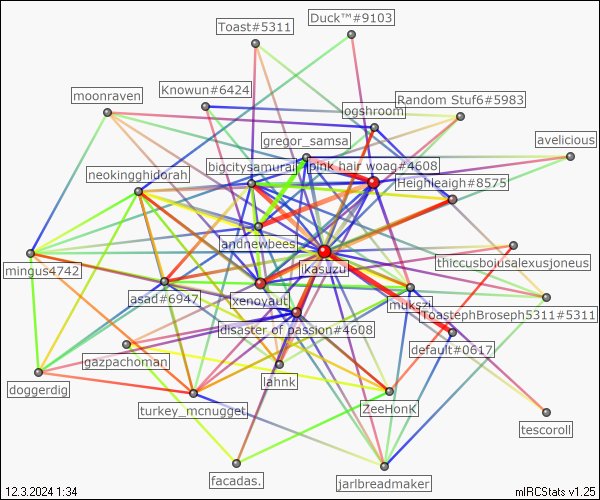 Duck™#9103
Toast#5311
Knowun#6424
moonraven
Random Stuf6#5983
ogshroom
gregor_samsa
avelicious
bigcitysamurai
pink hair woag#4608
neokingghidorah
Heighleaigh#8575
andnewbees
thiccusboiusalexusjoneus
ikasuzu
mingus4742
asad#6947
xenoyaut
mukszi
ToastephBroseph5311#5311
disaster of passion#4608
default#0617
gazpachoman
lahnk
doggerdig
turkey_mcnugget
ZeeHonK
tescoroll
facadas.
jarlbreadmaker
12.3.2024 1:34
mIRCStats v1.25